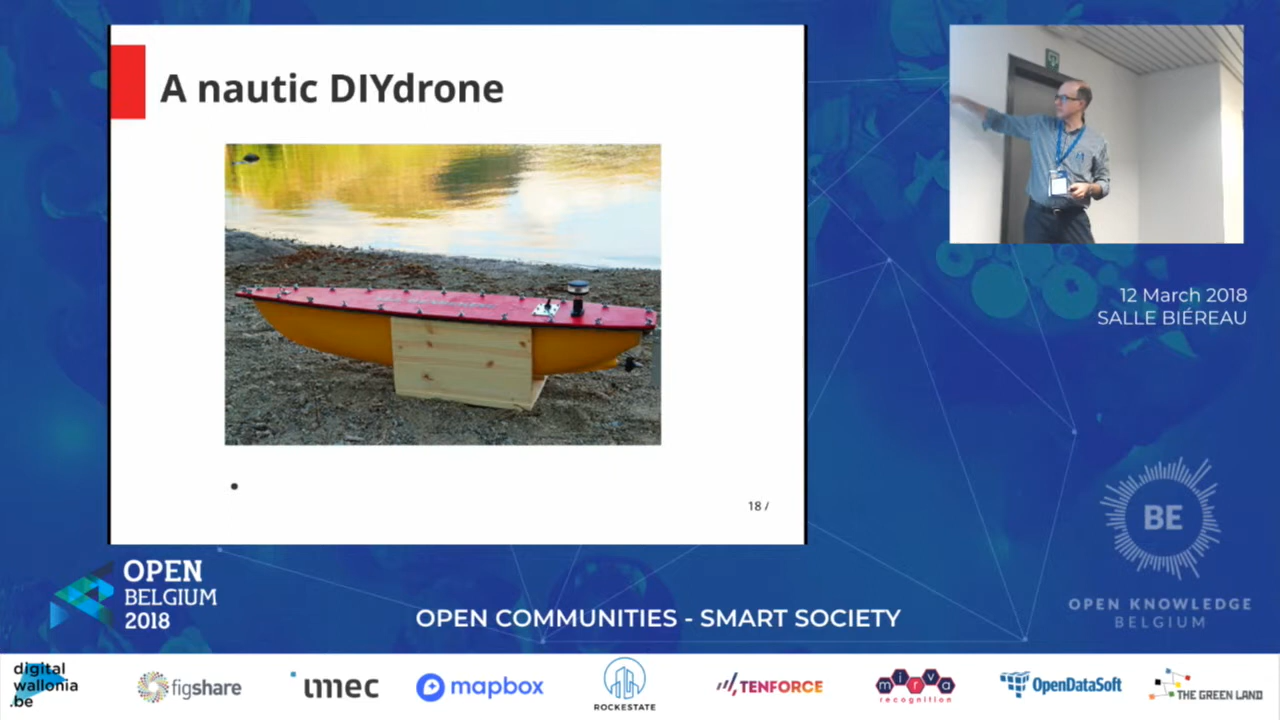 A nautic DIYdrone
•
18 /
12 March 2018
SALLE BIÉREAU
BE
OPEN KNOWLEDGE
BELGIUM
OPEN
BELGIUM
2018
OPEN COMMUNITIES - SMART SOCIETY
digital
wallonia
.be
figshare
imec
mapbox
ROCKESTATE
TENFORCE
mirva
recognition
OpenDataSoft
THE GREEN LAND